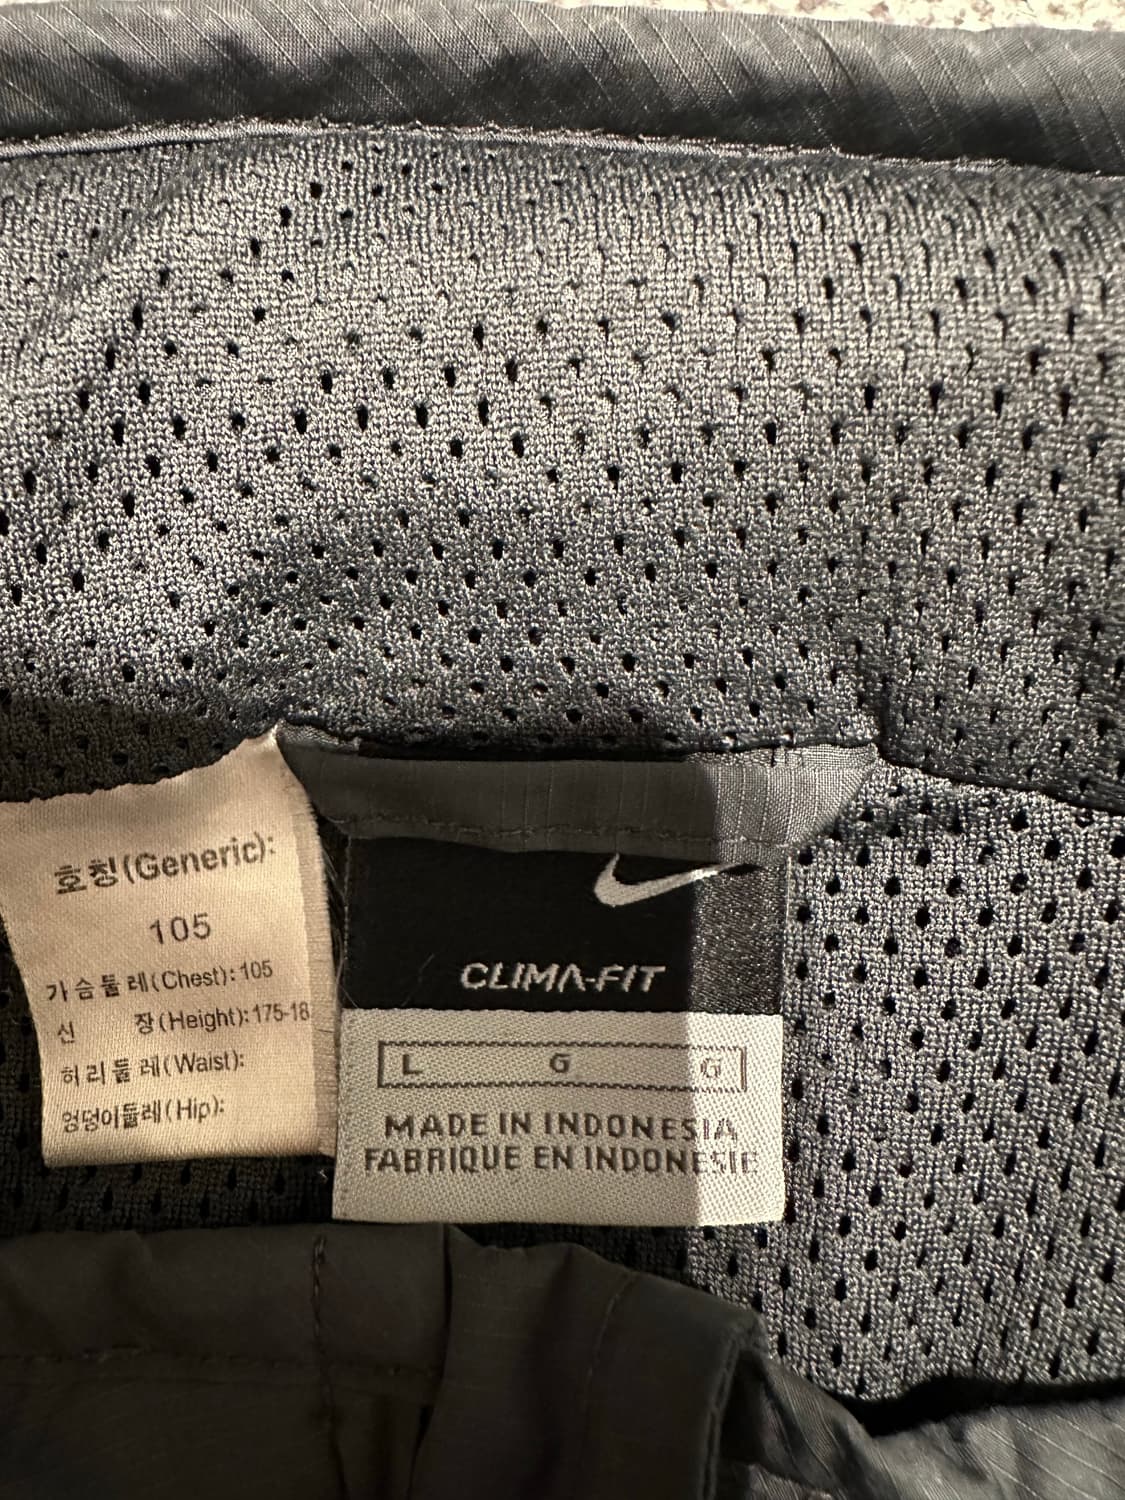 호칭(Generic):
105
가슴둘레(Chest): 105
신 장(Height): 175-18
허리둘레(Waist):
엉덩이둘레(Hip):
CLIMA-FIT
L G G
MADE IN INDONESIA
FABRIQUE EN INDONESIE